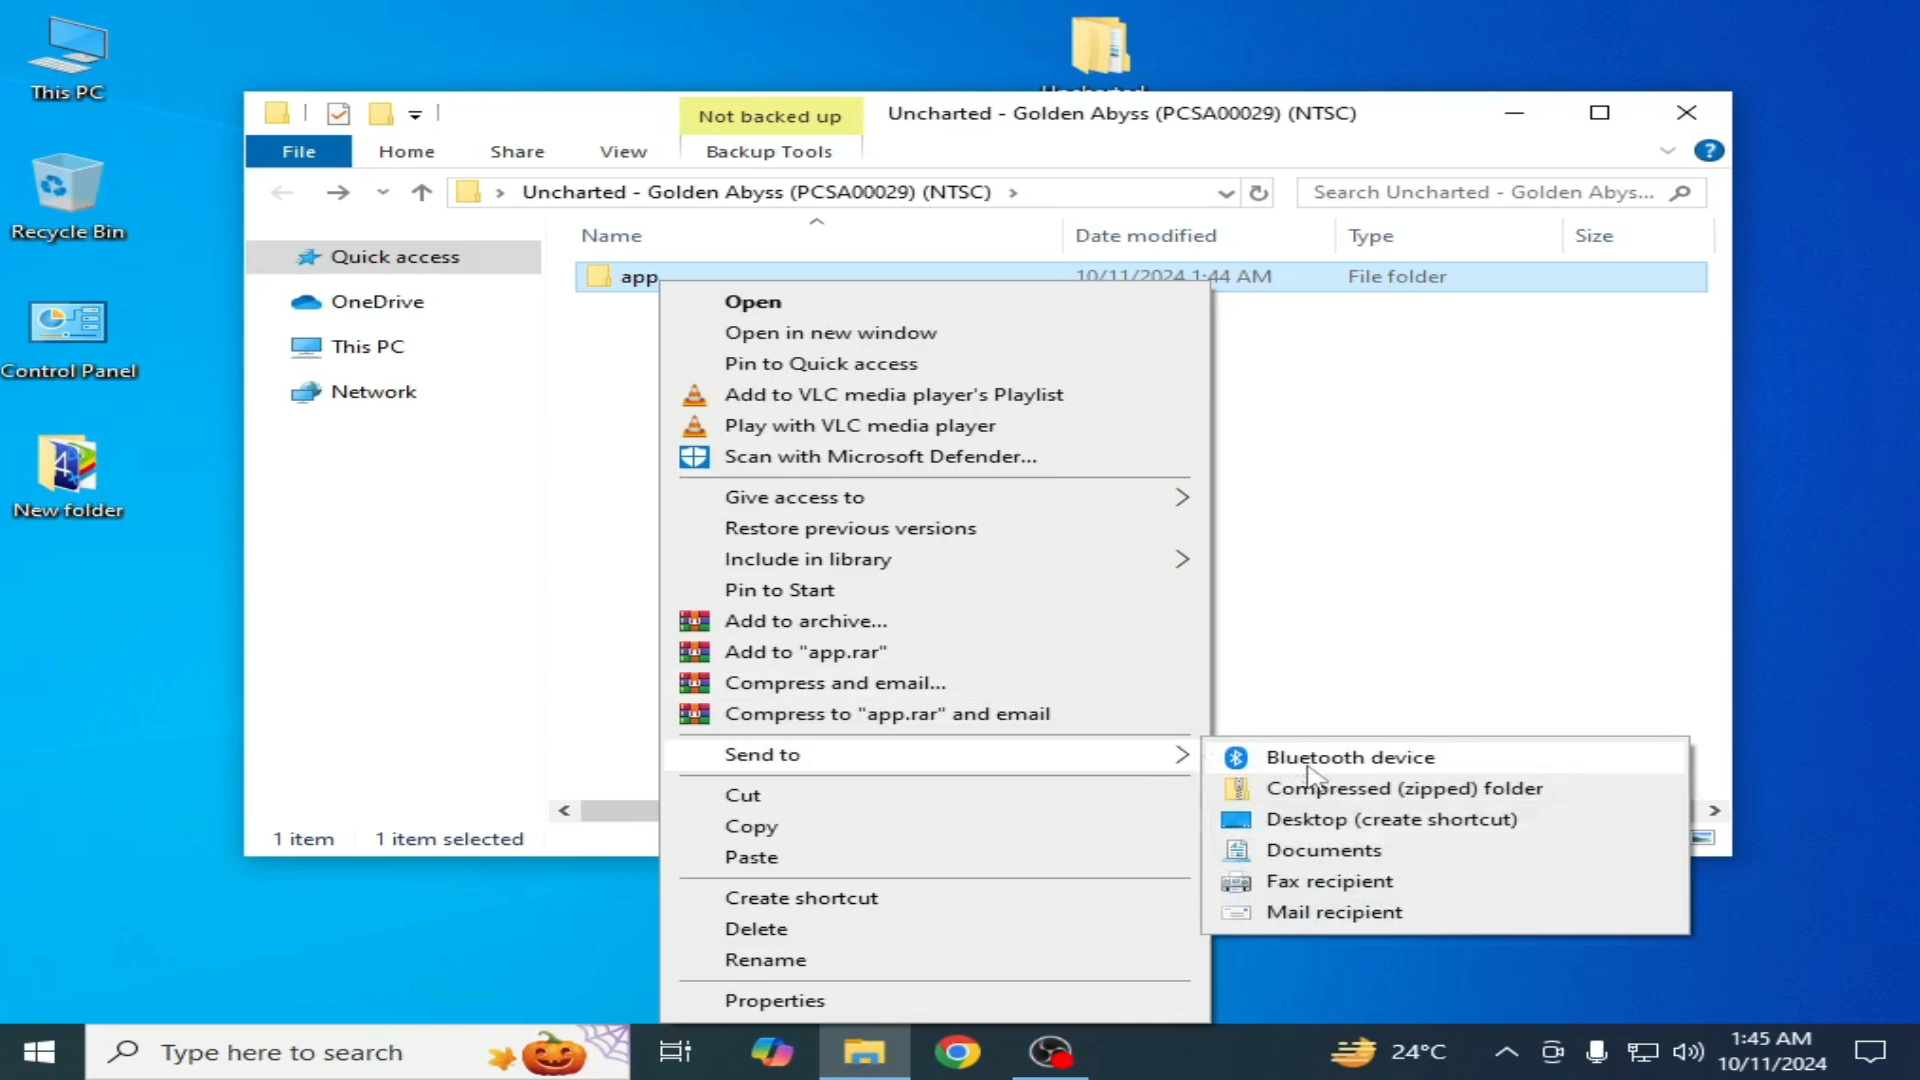 This PC
Recycle Bin
Control Panel
New folder
Not backed up
Uncharted - Golden Abyss (PCSA00029) (NTSC)
File
Home
Share
View
Backup Tools
?
Uncharted - Golden Abyss (PCSA00029) (NTSC)
Search Uncharted - Golden Abys...
Name
Date modified
Type
Size
Quick access
OneDrive
This PC
Network
app
10/11/2024 1:44 AM
File folder
Open
Open in new window
Pin to Quick access
Add to VLC media player's Playlist
Play with VLC media player
Scan with Microsoft Defender...
Give access to
Restore previous versions
Include in library
Pin to Start
Add to archive...
Add to "app.rar"
Compress and email...
Compress to "app.rar" and email
Send to
Cut
Copy
Paste
Create shortcut
Delete
Rename
Properties
Bluetooth device
Compressed (zipped) folder
Desktop (create shortcut)
Documents
Fax recipient
Mail recipient
1 item
1 item selected
Type here to search
24°C
1:45 AM
10/11/2024